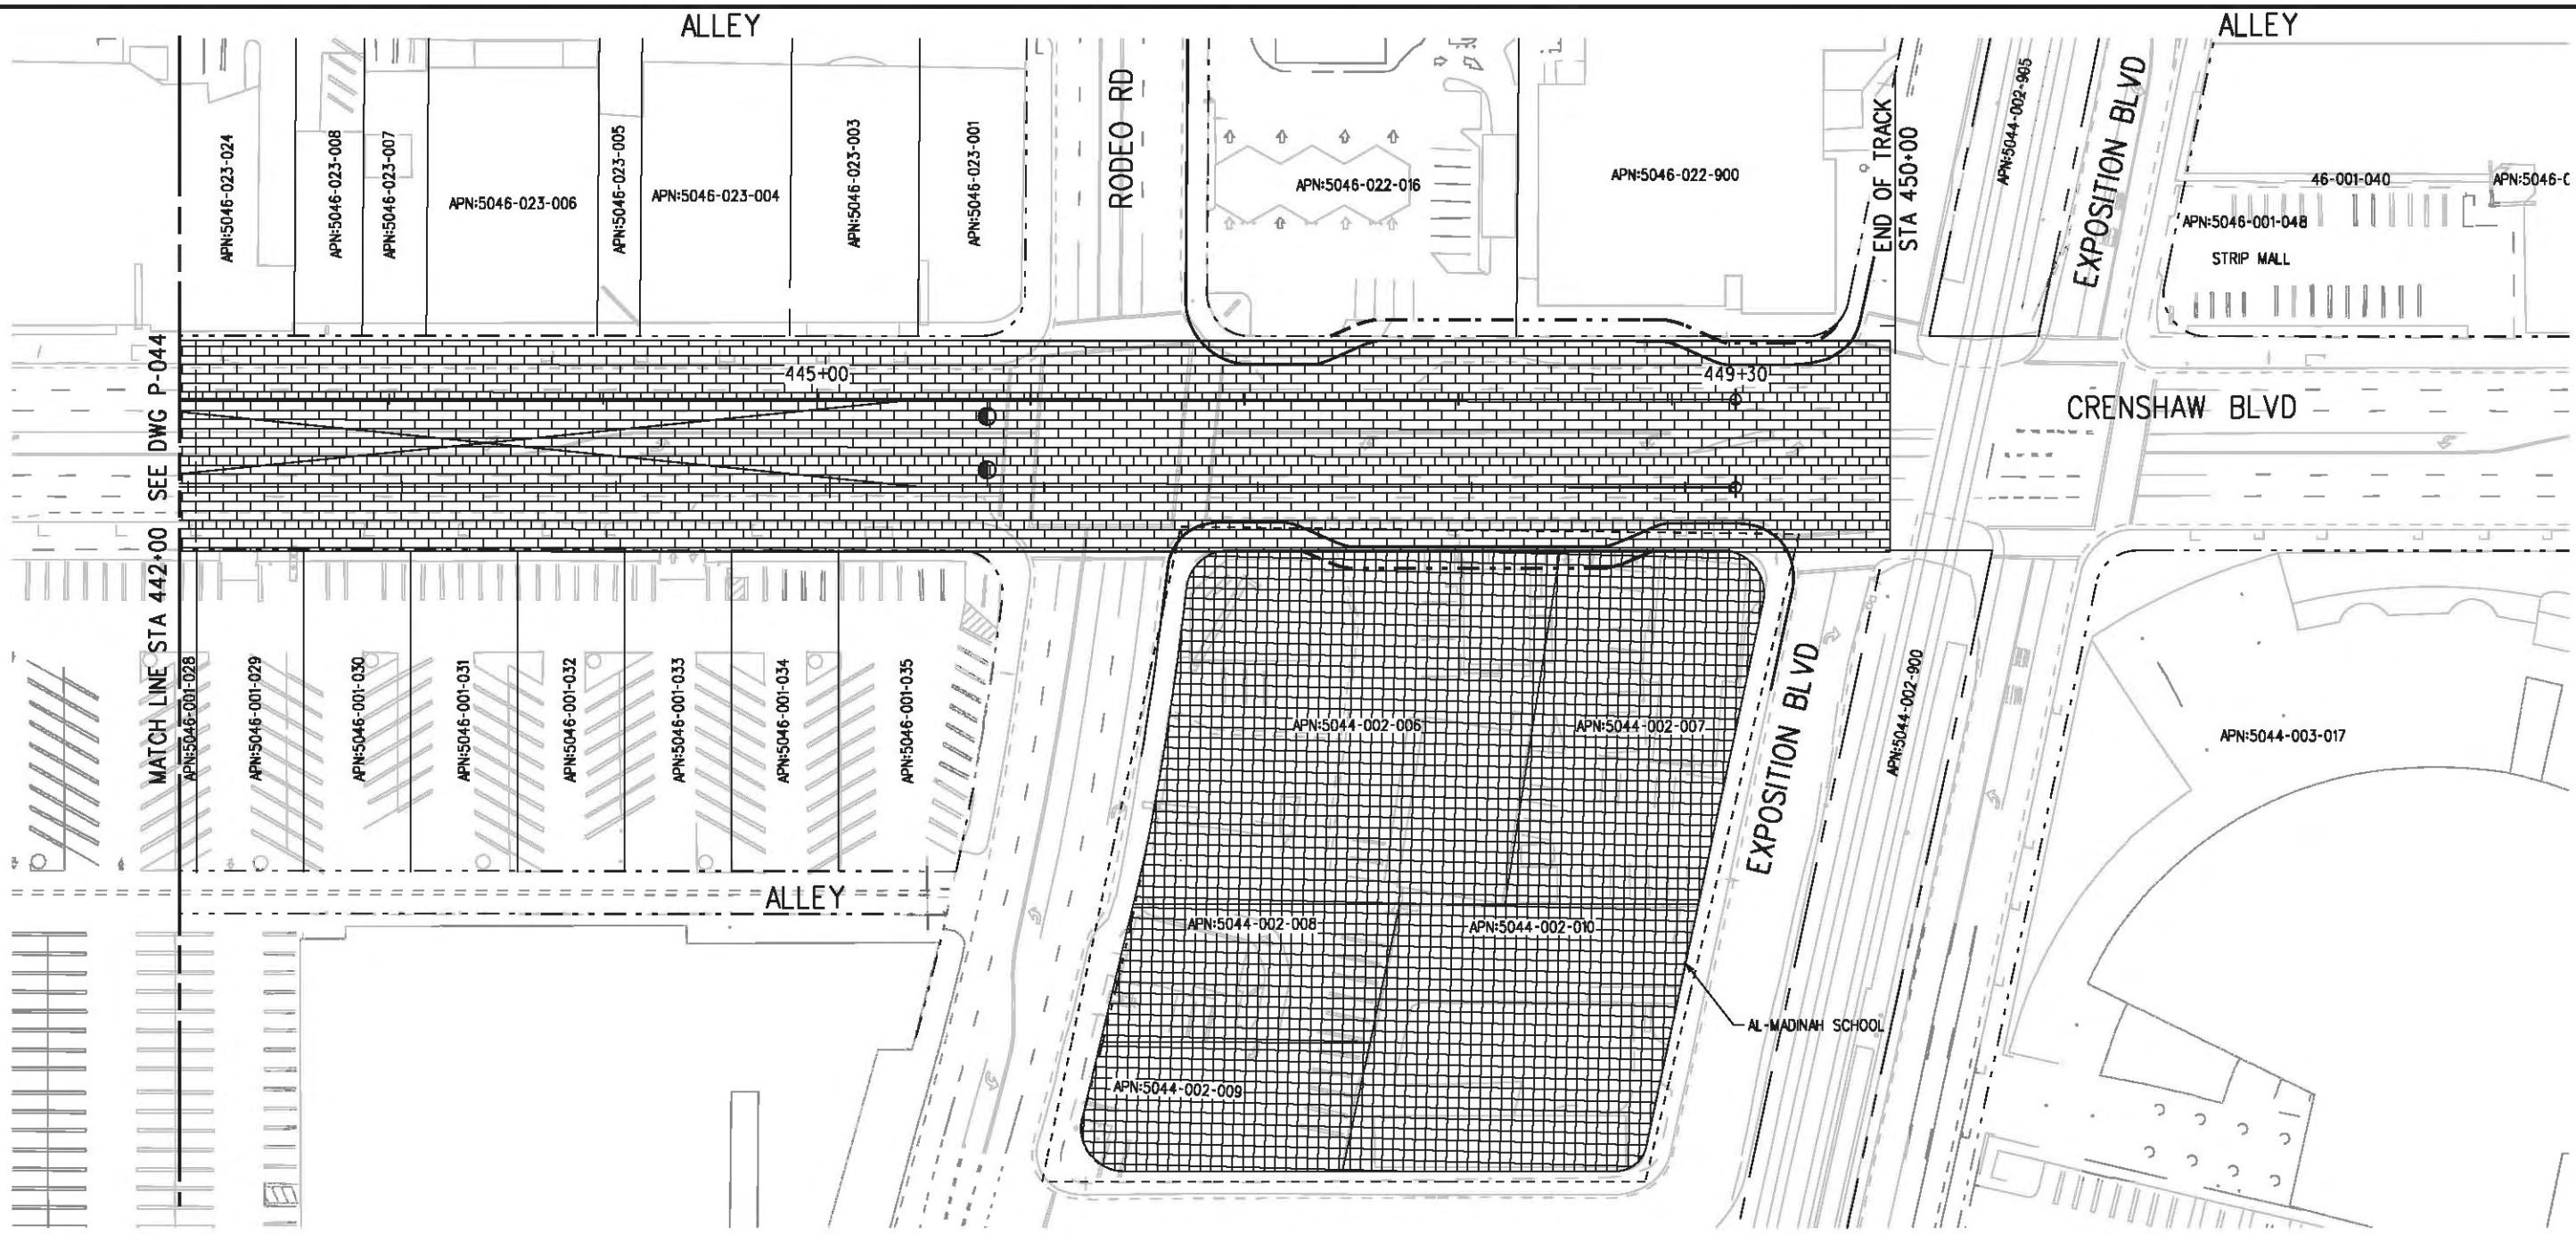 ALLEY
ALLEY
APN:5046-023-024
APN:5046-023-008
APN:5046-023-007
APN:5046-023-006
APN:5046-023-005
APN:5046-023-004
APN:5046-023-003
APN:5046-023-001
RODEO RD
APN:5046-022-016
APN:5046-022-900
END OF TRACK
STA 450+00
APN:5044-002-905
EXPOSITION BLVD
46-001-040
APN:5046-0
APN:5046-001-048
STRIP MALL
MATCH LINE STA 442+00 SEE DWG P-044
445+00
449+30
CRENSHAW BLVD
APN:5046-001-028
APN:5046-001-029
APN:5046-001-030
APN:5046-001-031
APN:5046-001-032
APN:5046-001-033
APN:5046-001-034
APN:5046-001-035
APN:5044-002-006
APN:5044-002-007
EXPOSITION BLVD
APN:5044-002-900
APN:5044-003-017
ALLEY
APN:5044-002-008
APN:5044-002-010
AL-MADINAH SCHOOL
APN:5044-002-009